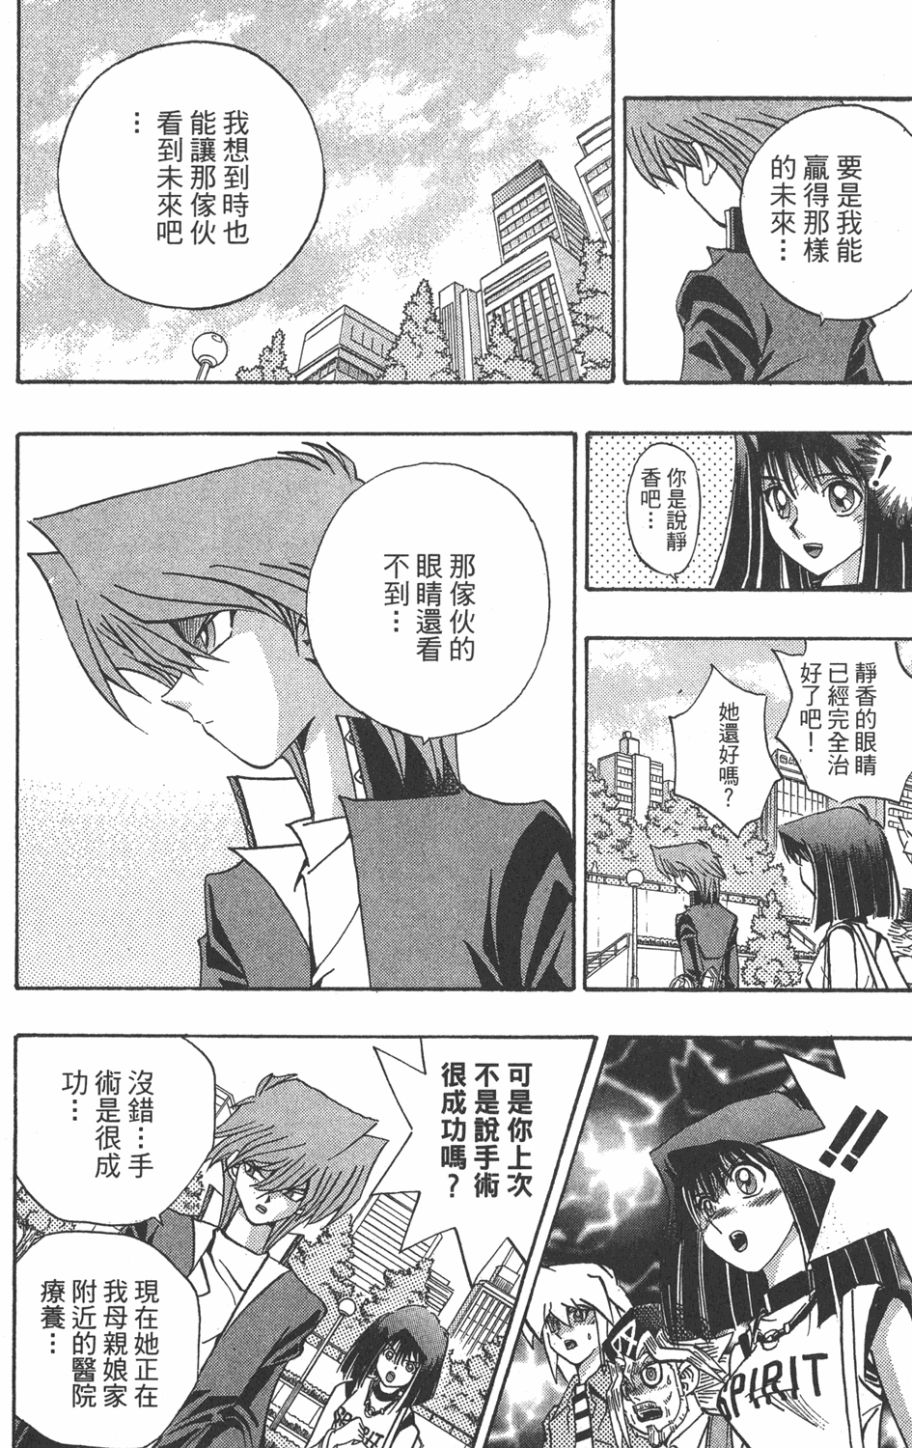 要是我能
贏得那樣
的未來…
我想到時也
能讓那傢伙
看到未來吧
…
!
你是說靜
香吧…
靜香的眼睛
已經完全治
好了吧！
她還好嗎？
那傢伙的
眼睛還看
不到…
!!
可是你上次
不是說手術
很成功嗎？
A
SPIRIT
沒錯…手
術是很成
功…
現在她正在
我母親娘家
附近的醫院
療養…